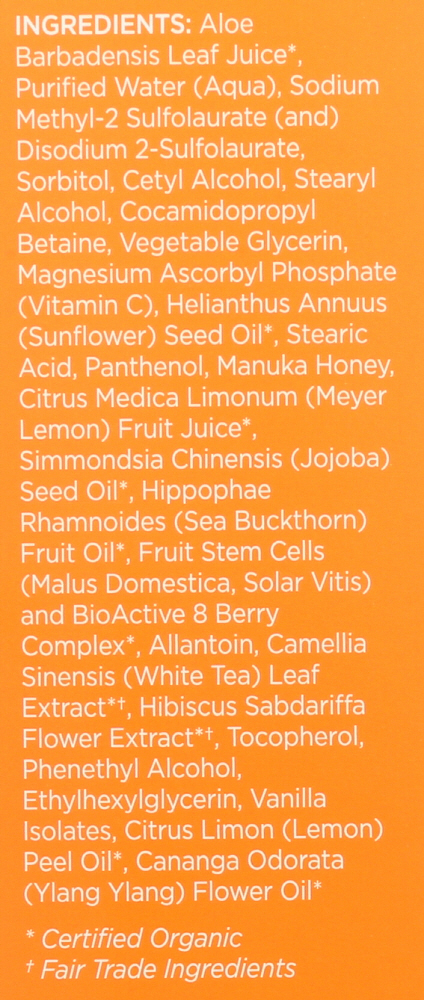 INGREDIENTS: Aloe
Barbadensis Leaf Juice*,
Purified Water (Aqua), Sodium
Methyl-2 Sulfolaurate (and)
Disodium 2-Sulfolaurate,
Sorbitol, Cetyl Alcohol, Stearyl
Alcohol, Cocamidopropyl
Betaine, Vegetable Glycerin,
Magnesium Ascorbyl Phosphate
(Vitamin C), Helianthus Annuus
(Sunflower) Seed Oil*, Stearic
Acid, Panthenol, Manuka Honey,
Citrus Medica Limonum (Meyer
Lemon) Fruit Juice*,
Simmondsia Chinensis (Jojoba)
Seed Oil*, Hippophae
Rhamnoides (Sea Buckthorn)
Fruit Oil*, Fruit Stem Cells
(Malus Domestica, Solar Vitis)
and BioActive 8 Berry
Complex*, Allantoin, Camellia
Sinensis (White Tea) Leaf
Extract*†, Hibiscus Sabdariffa
Flower Extract*†, Tocopherol,
Phenethyl Alcohol,
Ethylhexylglycerin, Vanilla
Isolates, Citrus Limon (Lemon)
Peel Oil*, Cananga Odorata
(Ylang Ylang) Flower Oil*
* Certified Organic
† Fair Trade Ingredients